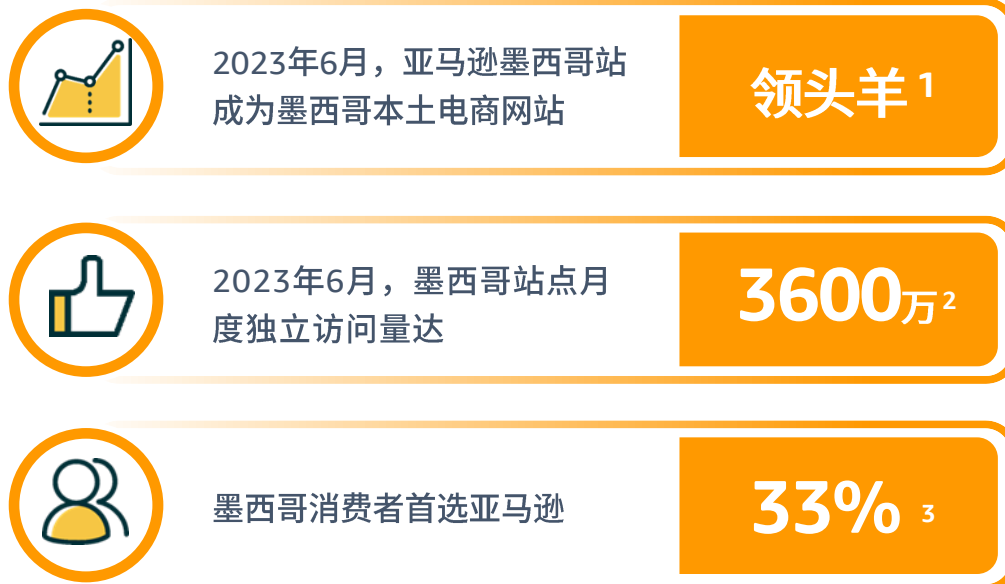 2023年6月，亚马逊墨西哥站
成为墨西哥本土电商网站
领头羊 1
2023年6月，墨西哥站点月
度独立访问量达
3600万 2
墨西哥消费者首选亚马逊
33% 3